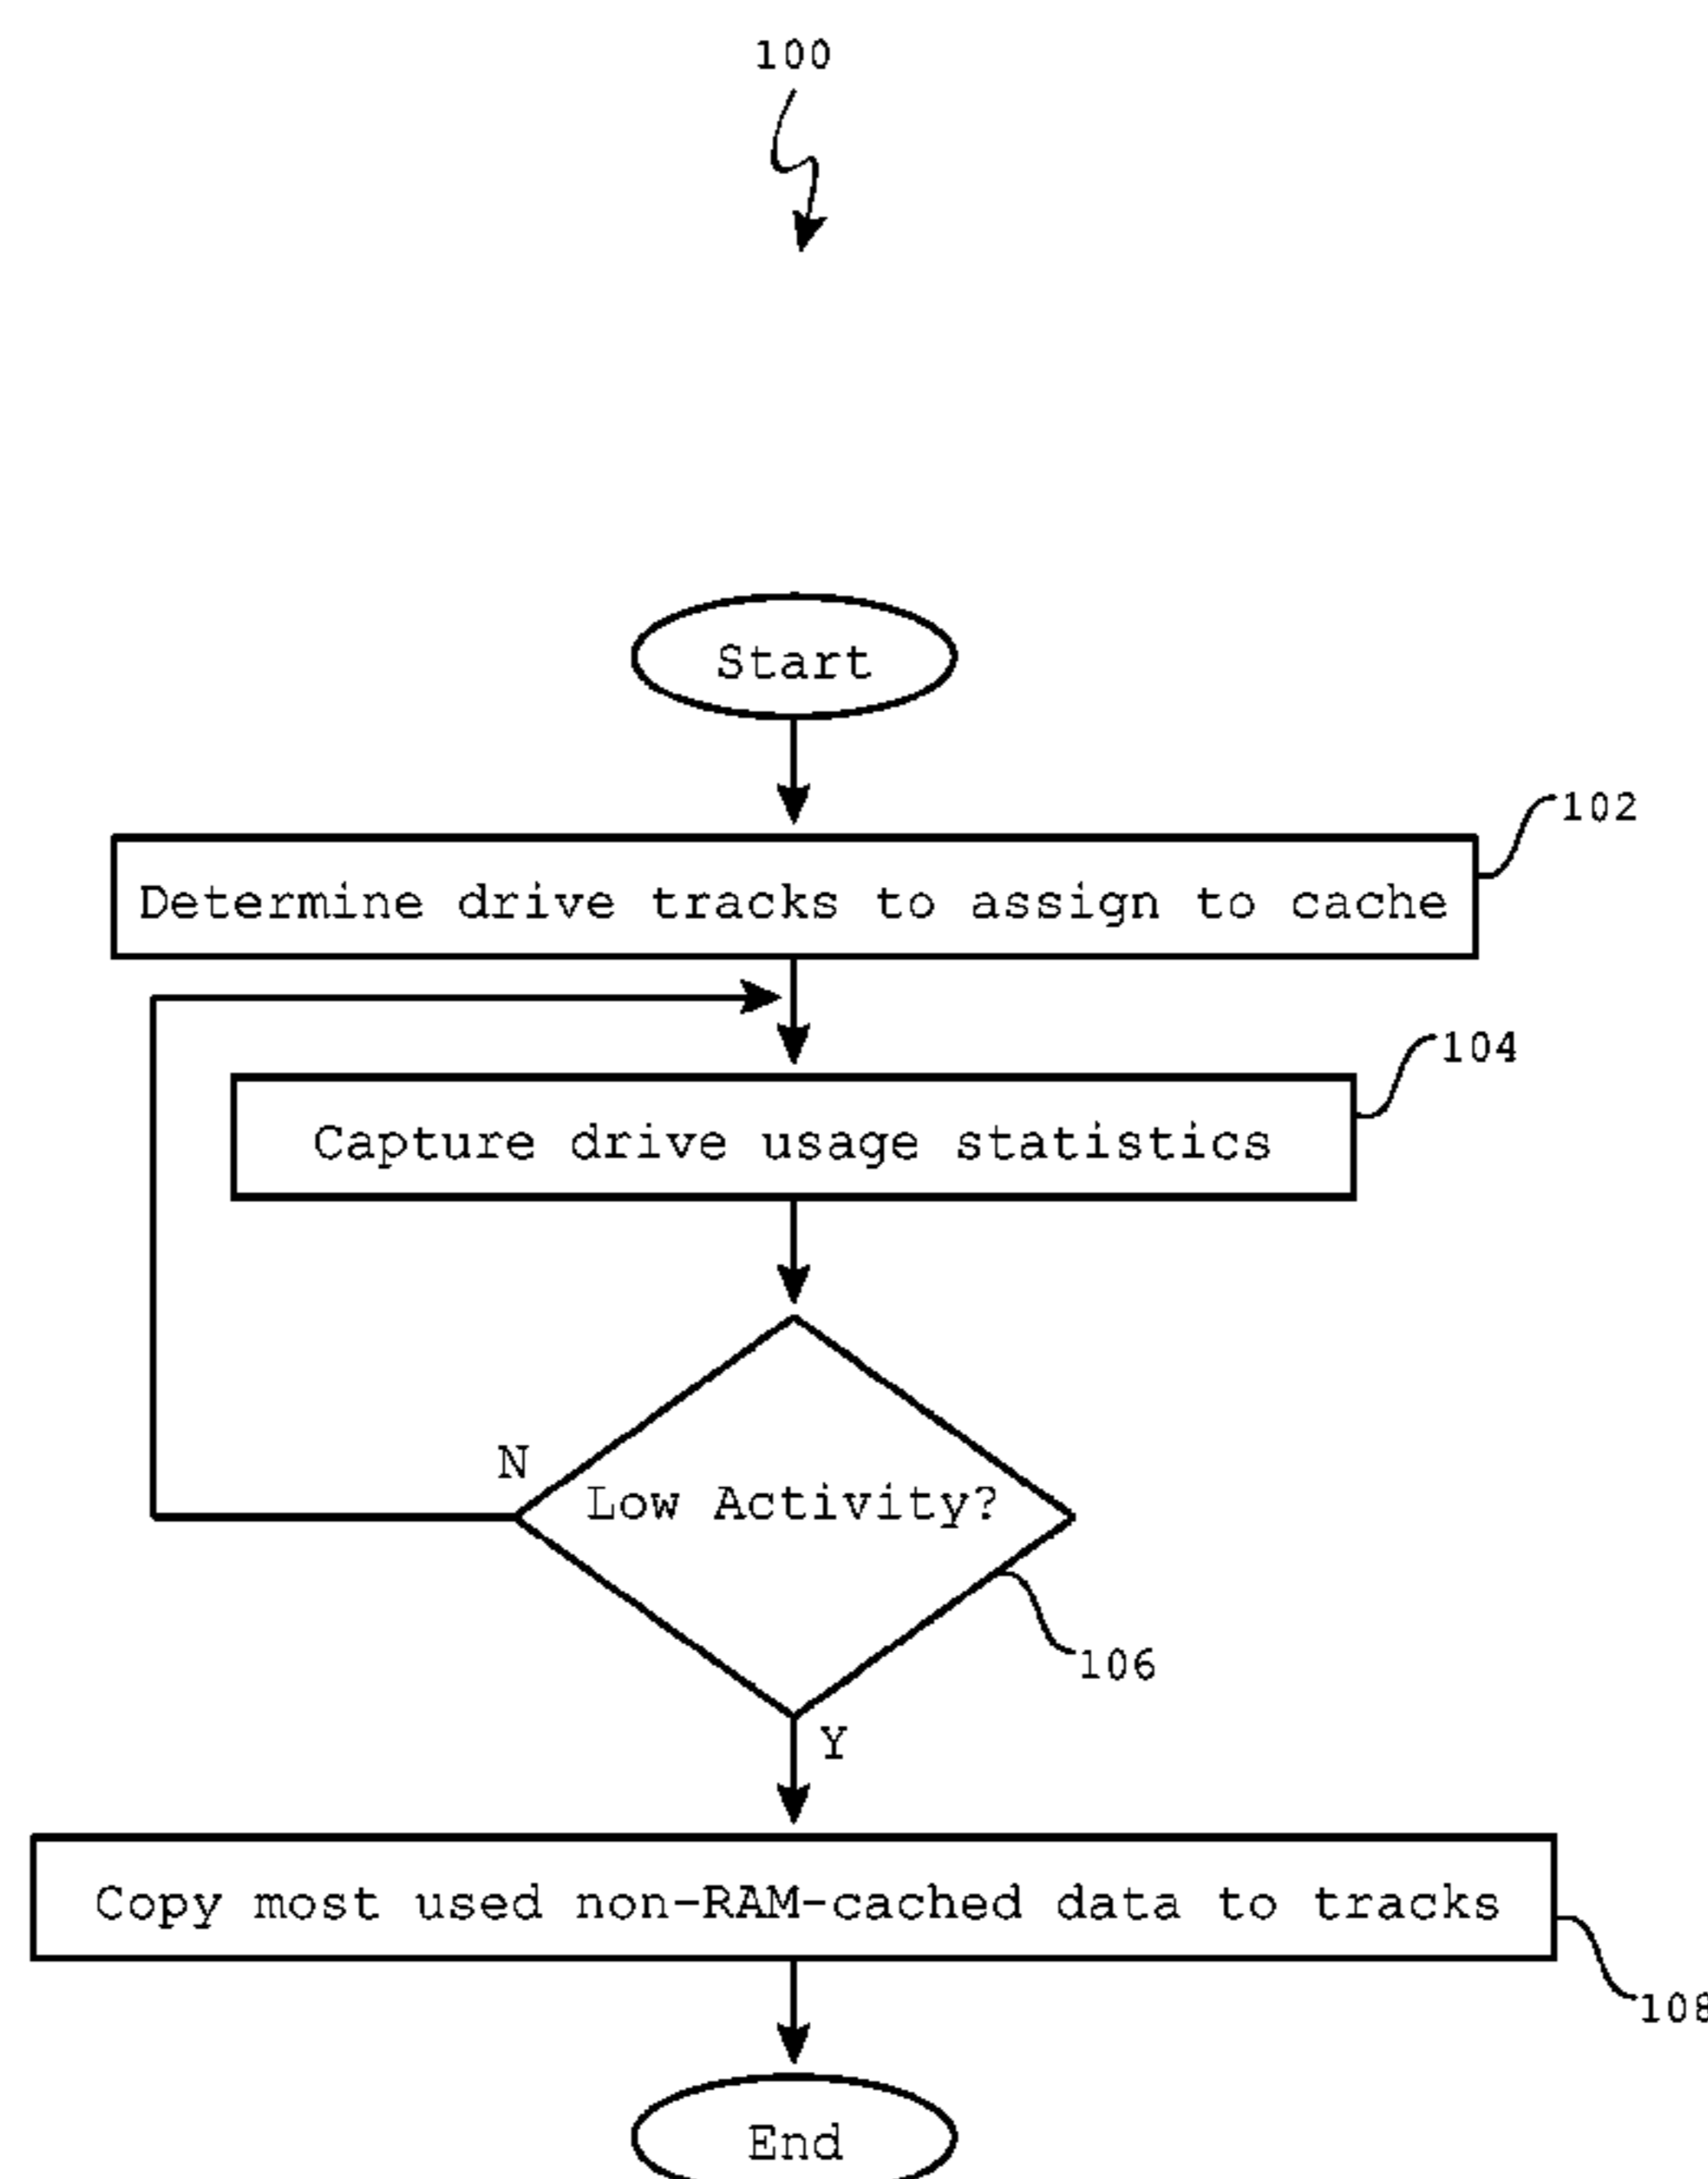 100
Start
102
Determine drive tracks to assign to cache
104
Capture drive usage statistics
N
Low Activity?
106
Y
Copy most used non-RAM-cached data to tracks
108
End